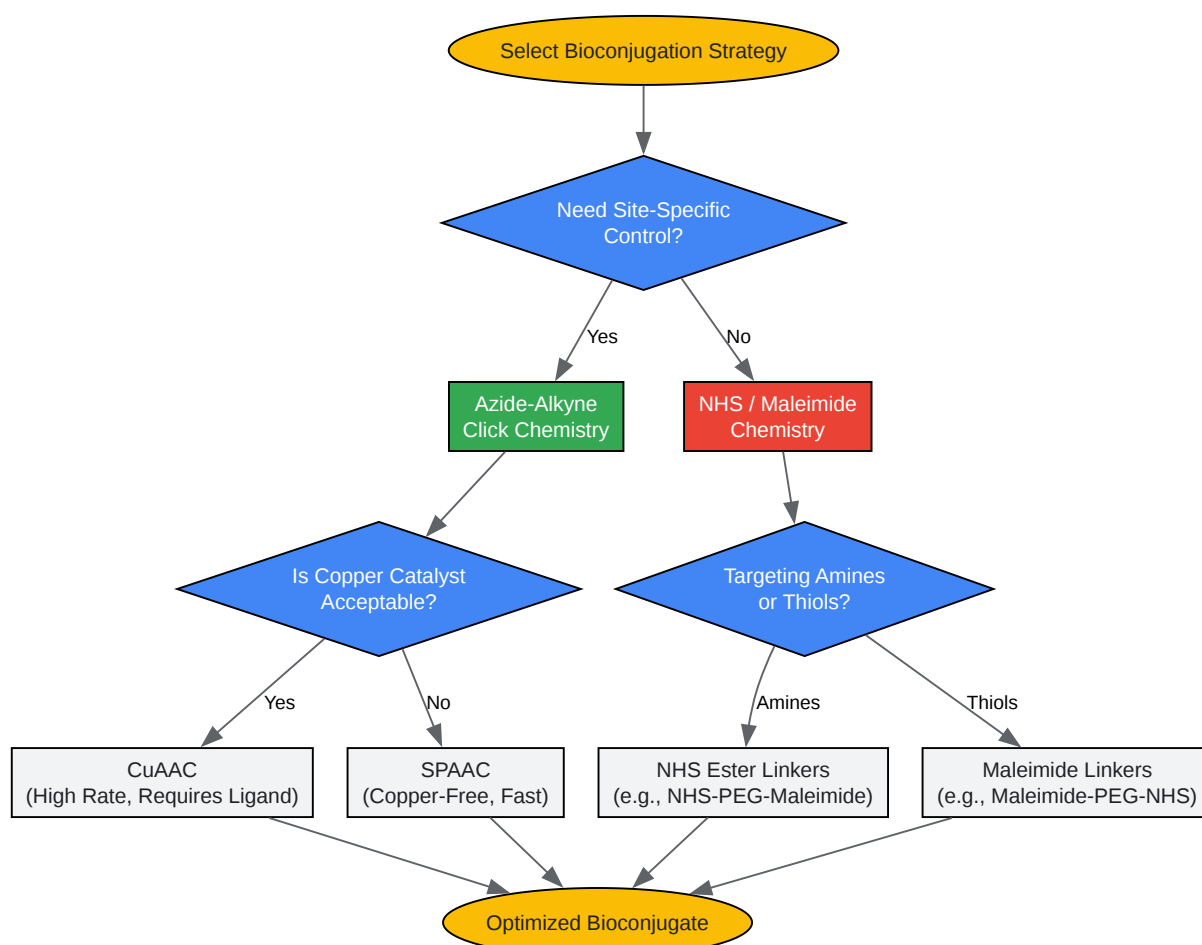 Select Bioconjugation Strategy
Need Site-Specific
Control?
Yes
No
Azide-Alkyne
Click Chemistry
NHS / Maleimide
Chemistry
Is Copper Catalyst
Acceptable?
Targeting Amines
or Thiols?
Yes
No
Amines
Thiols
CuAAC
(High Rate, Requires Ligand)
SPAAC
(Copper-Free, Fast)
NHS Ester Linkers
(e.g., NHS-PEG-Maleimide)
Maleimide Linkers
(e.g., Maleimide-PEG-NHS)
Optimized Bioconjugate